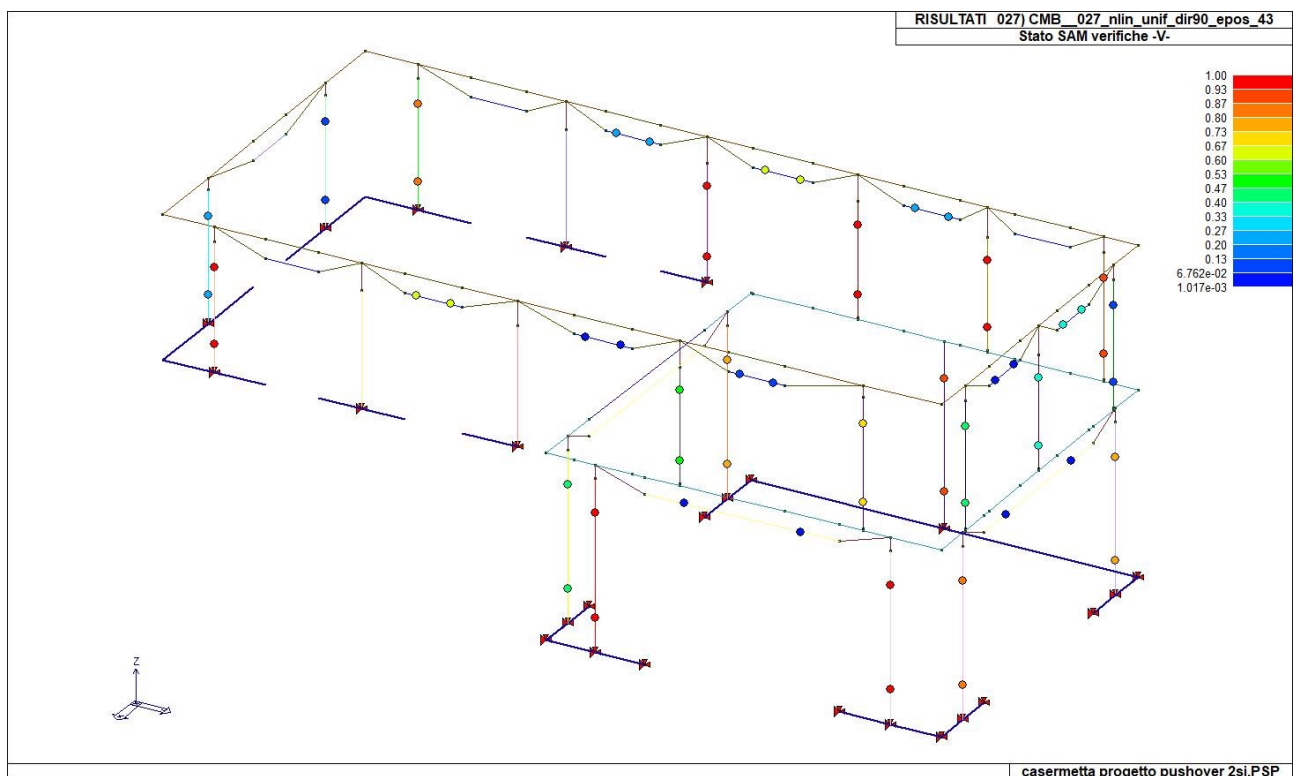 RISULTATI 027) CMB__027_nlin_unif_dir90_epos_43
Stato SAM verifiche -V-
1.00
0.93
0.87
0.80
0.73
0.67
0.60
0.53
0.47
0.40
0.33
0.27
0.20
0.13
6.762e-02
1.017e-03
Z
casermetta progetto pushover 2si.PSP